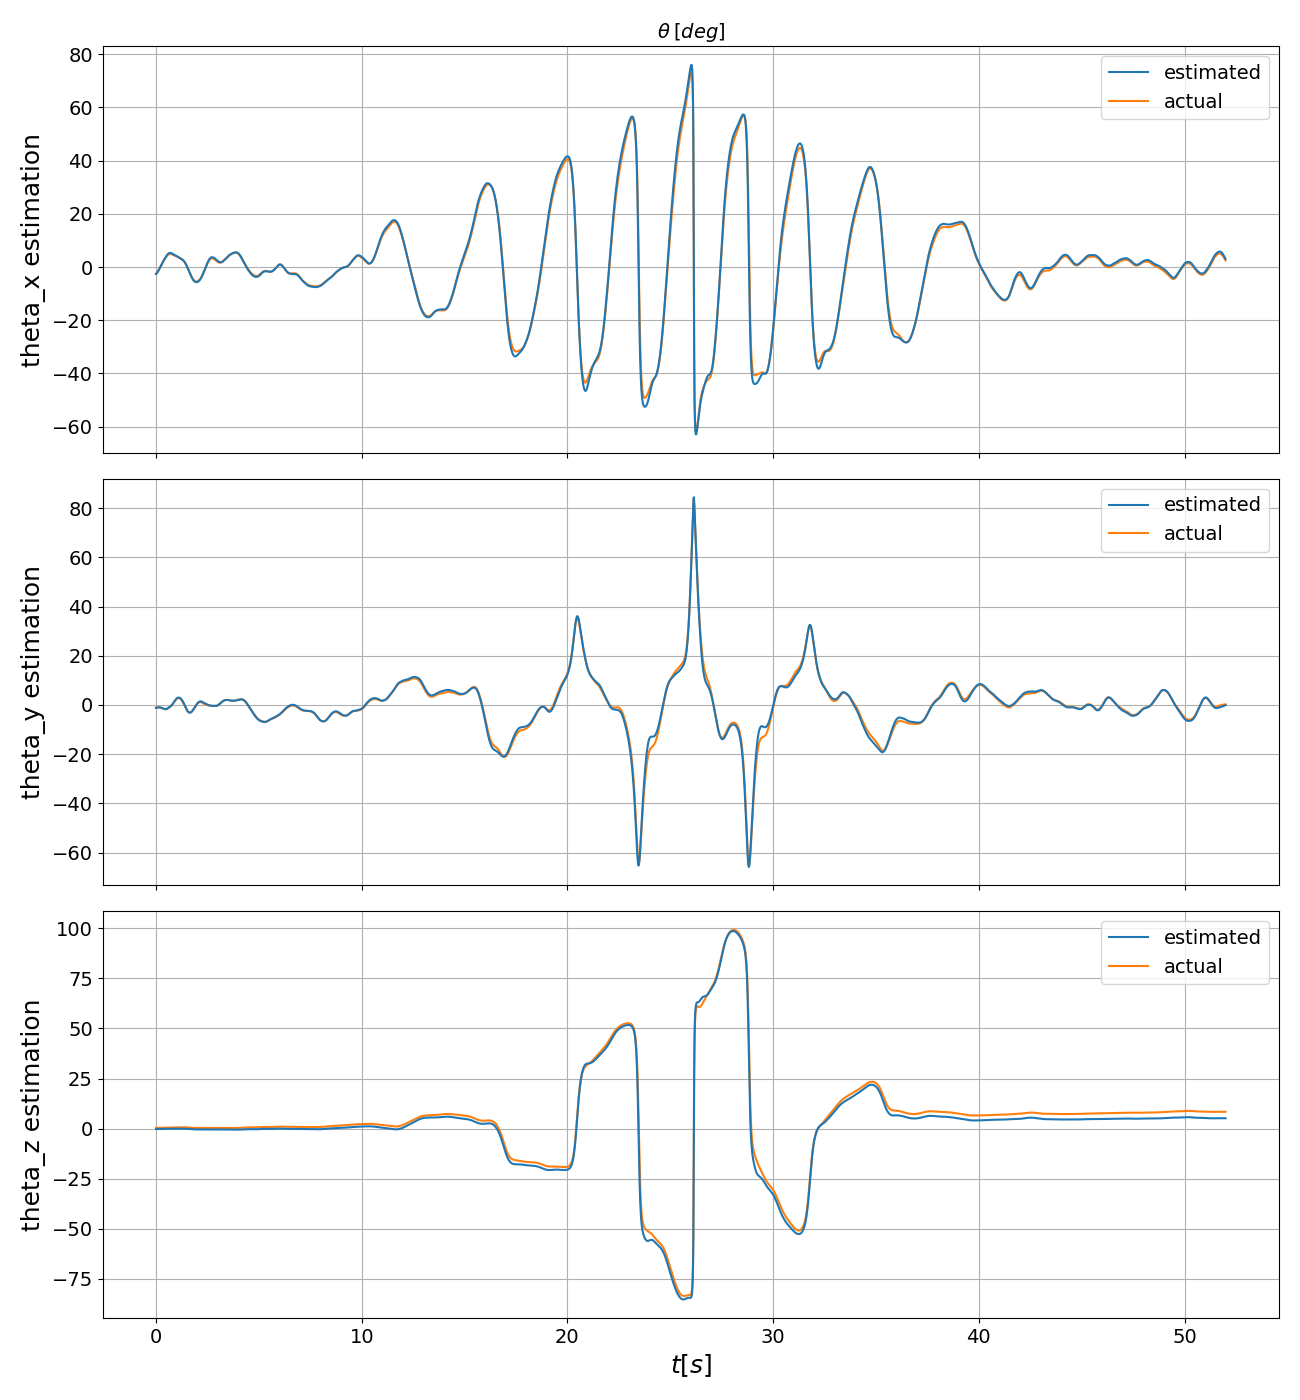 θ [deg]
theta_x estimation
80
60
40
20
0
−20
−40
−60
estimated
actual
theta_y estimation
80
60
40
20
0
−20
−40
−60
estimated
actual
theta_z estimation
100
75
50
25
0
−25
−50
−75
estimated
actual
0 10 20 30 40 50
t[s]